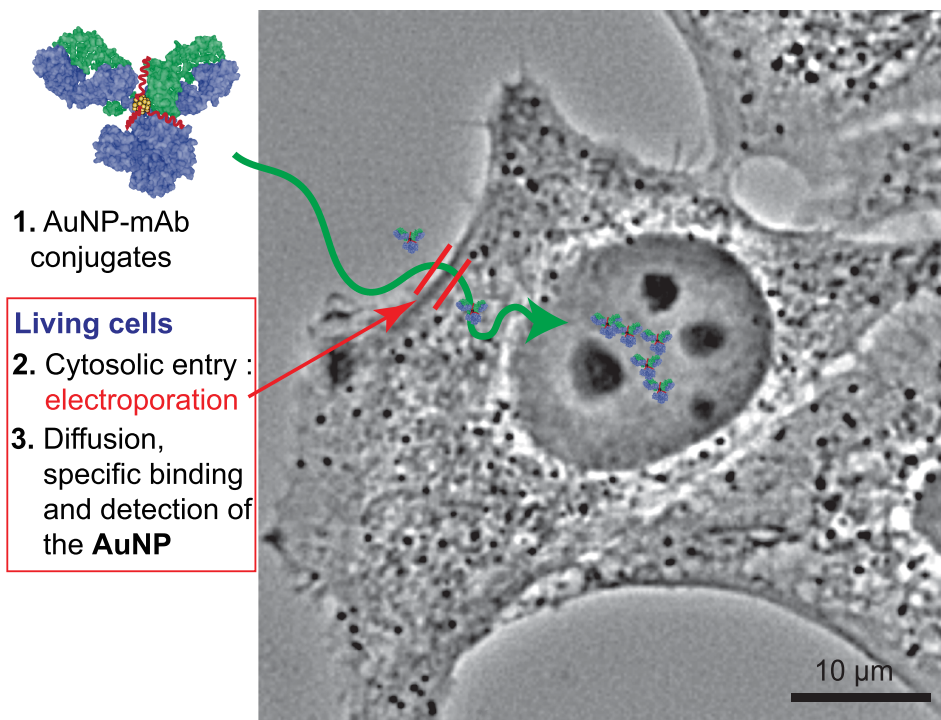 1. AuNP-mAb
conjugates
Living cells
2. Cytosolic entry :
electroporation
3. Diffusion,
specific binding
and detection of
the AuNP
10 µm